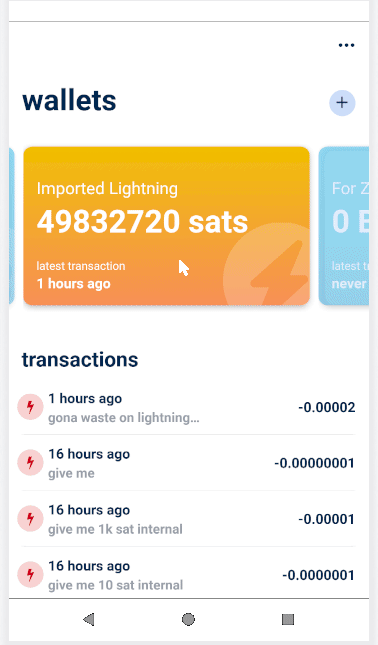 wallets
Imported Lightning
49832720 sats
latest transaction
1 hours ago
For Z
0 B
latest t
never
transactions
1 hours ago
-0.00002
gona waste on lightning...
16 hours ago
-0.00000001
give me
16 hours ago
-0.00001
give me 1k sat internal
16 hours ago
-0.0000001
give me 10 sat internal